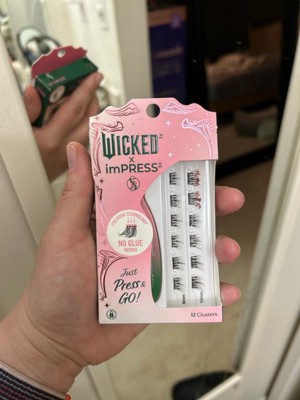 WICKED
X
imPRESS
NO GLUE
NEEDED
Just
Press &
GO!
12 Clusters